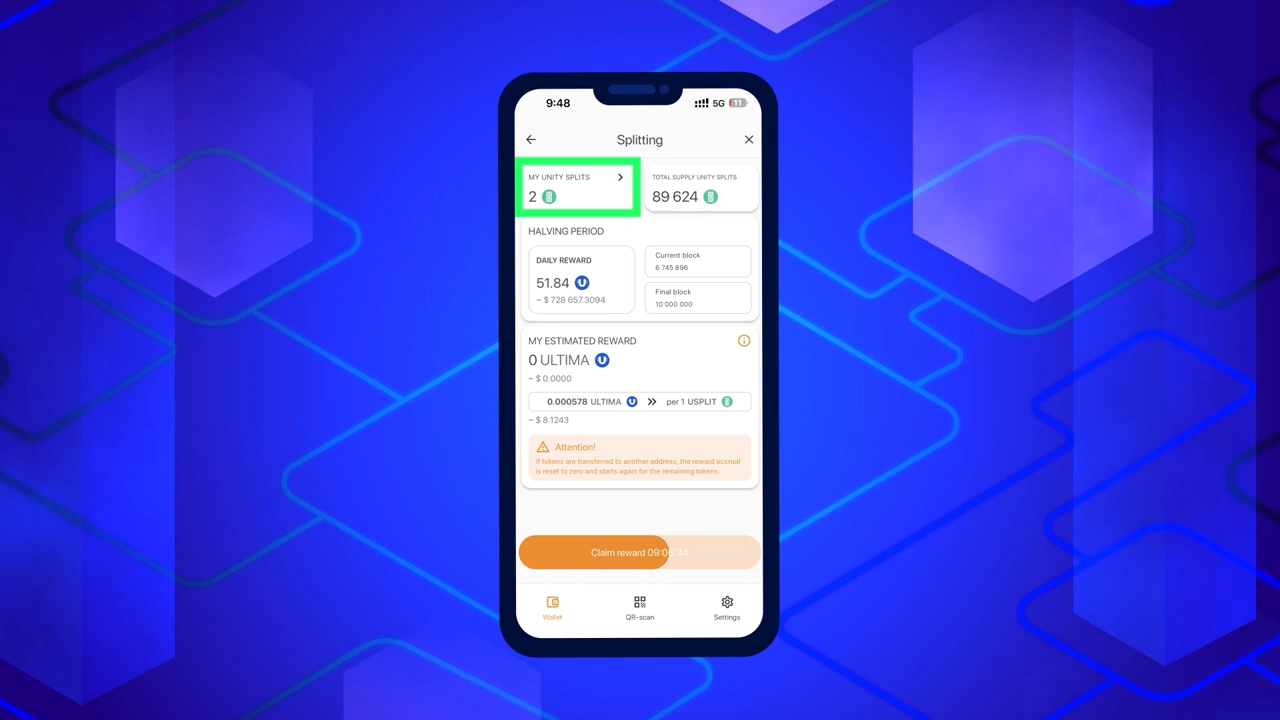 9:48
5G 11
Splitting
MY UNITY SPLITS
2
TOTAL SUPPLY UNITY SPLITS
89 624
HALVING PERIOD
DAILY REWARD
51.84
~ $ 728 657.3094
Current block
6 745 896
Final block
10 000 000
MY ESTIMATED REWARD
0 ULTIMA
~ $ 0.0000
0.000578 ULTIMA
per 1 USPLIT
~ $ 8.1243
Attention!
If tokens are transferred to another address, the reward accrual
is reset to zero and starts again for the remaining tokens.
Claim reward 09:06:34
Wallet
QR-scan
Settings